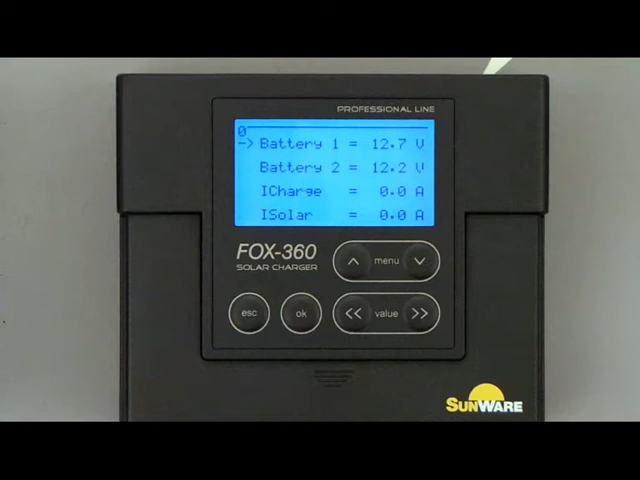 PROFESSIONAL LINE
0
-> Battery 1 = 12.7 V
Battery 2 = 12.2 V
ICharge = 0.0 A
ISolar = 0.0 A
FOX-360
SOLAR CHARGER
menu
esc
ok
<< value >>
SUNWARE